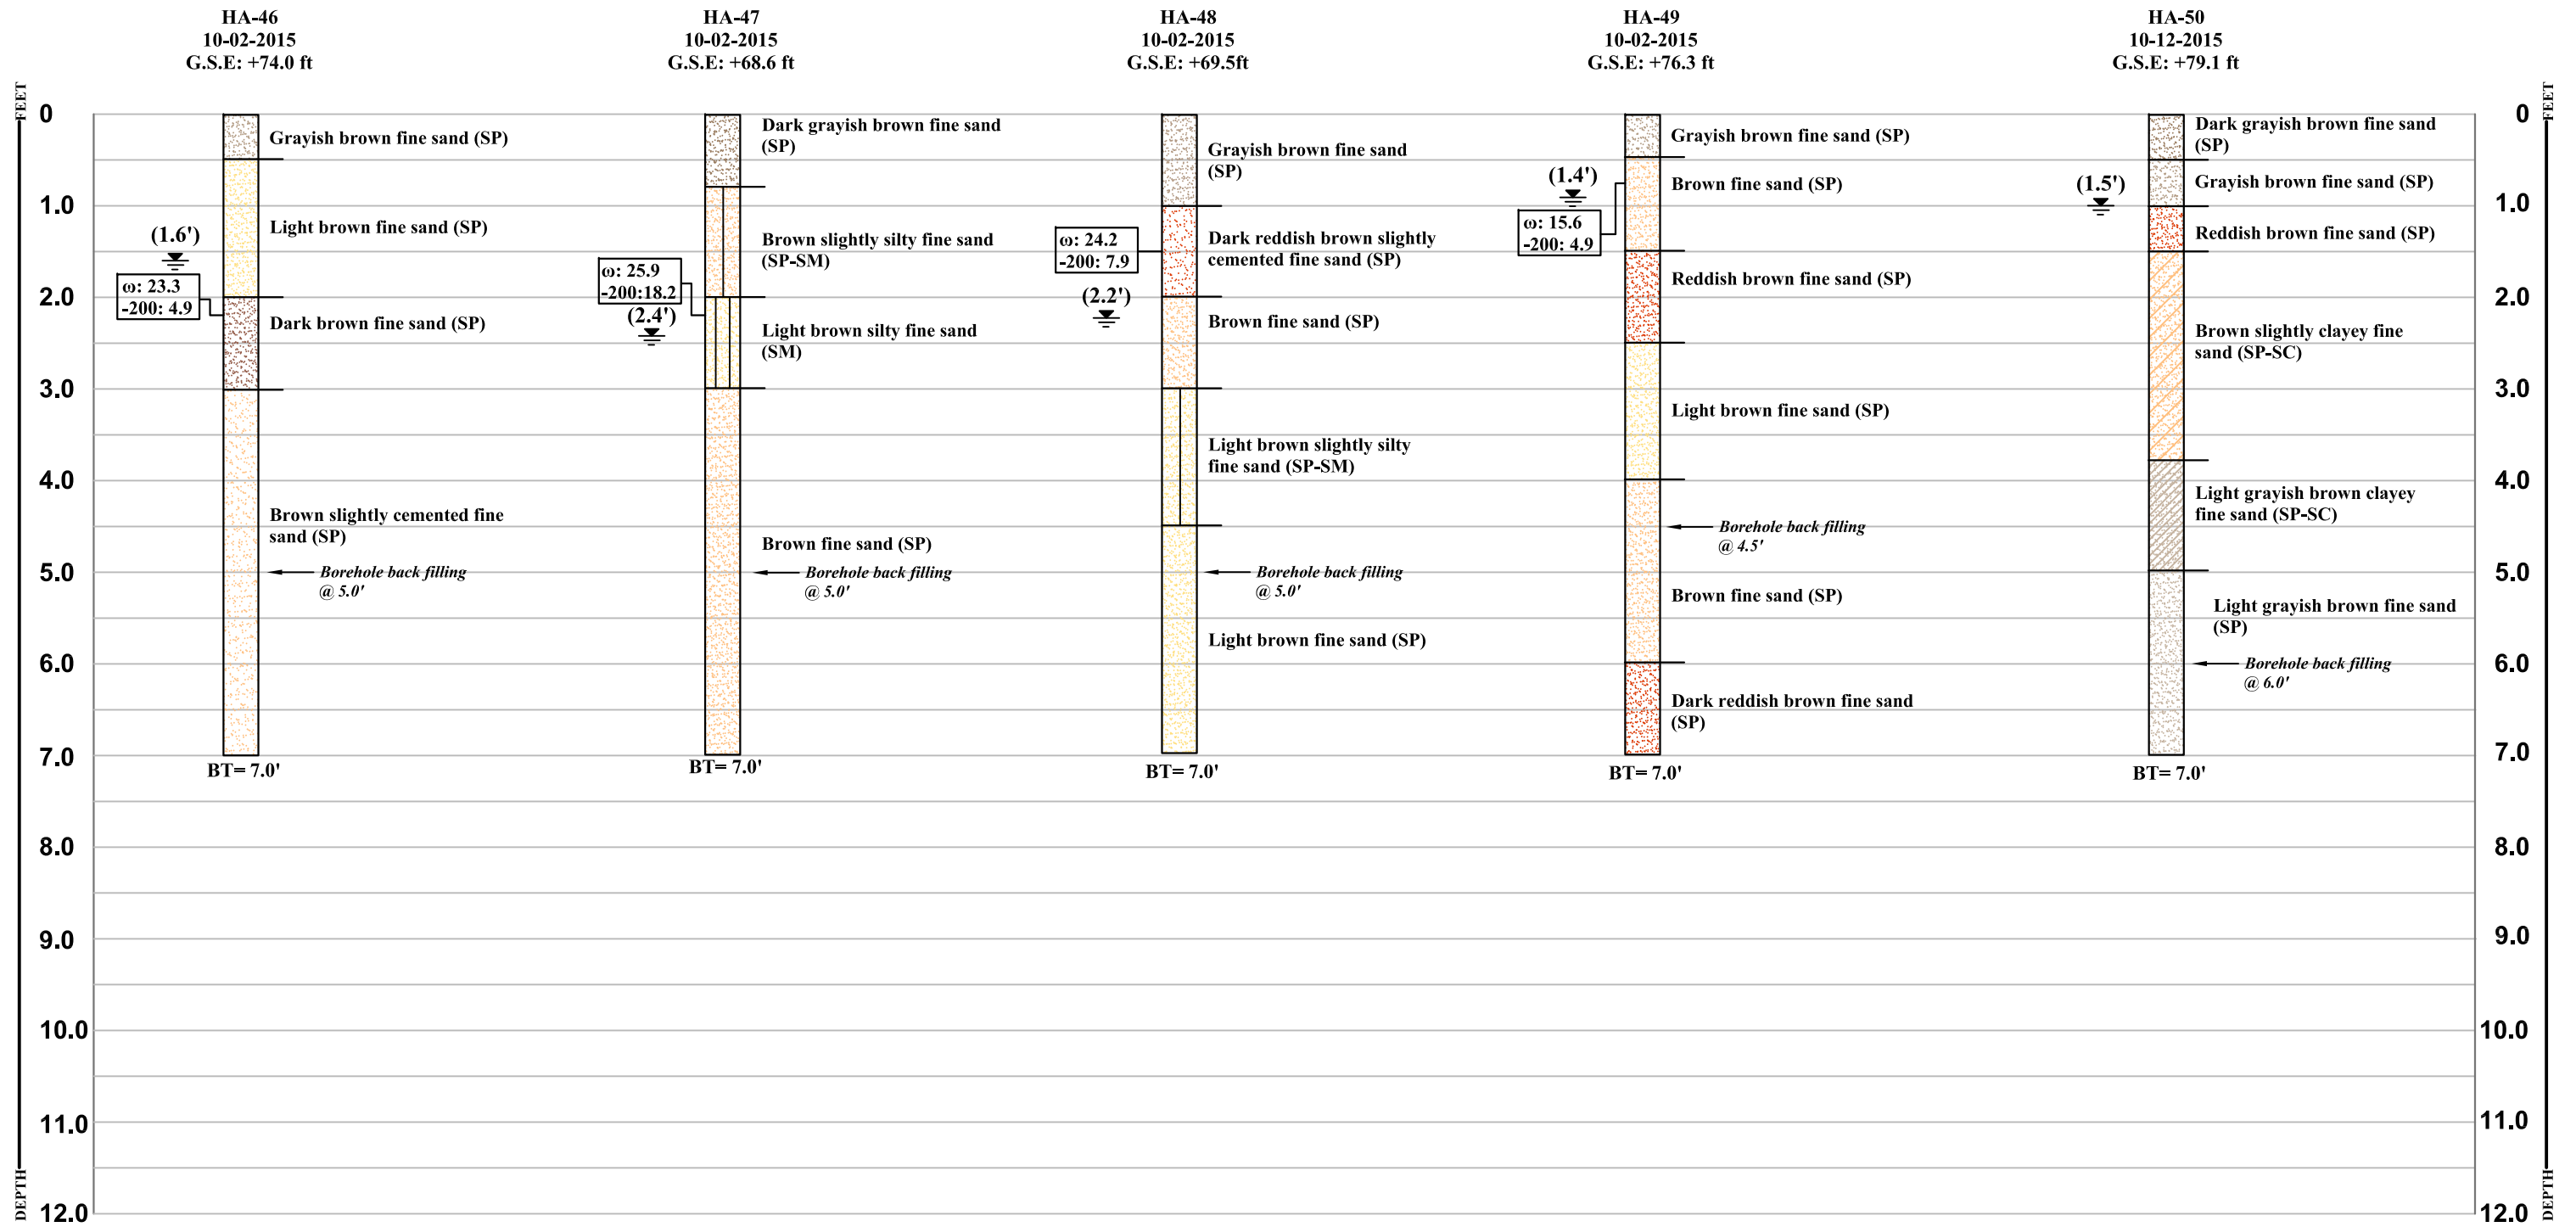 HA-46
10-02-2015
G.S.E: +74.0 ft
HA-47
10-02-2015
G.S.E: +68.6 ft
HA-48
10-02-2015
G.S.E: +69.5ft
HA-49
10-02-2015
G.S.E: +76.3 ft
HA-50
10-12-2015
G.S.E: +79.1 ft
FEET
0
1.0
2.0
3.0
4.0
5.0
6.0
7.0
8.0
9.0
10.0
11.0
12.0
DEPTH
Grayish brown fine sand (SP)
Light brown fine sand (SP)
(1.6')
ω: 23.3
-200: 4.9
Dark brown fine sand (SP)
Brown slightly cemented fine
sand (SP)
Borehole back filling
@ 5.0'
BT= 7.0'
Dark grayish brown fine sand
(SP)
Brown slightly silty fine sand
(SP-SM)
ω: 25.9
-200:18.2
(2.4')
Light brown silty fine sand
(SM)
Brown fine sand (SP)
Borehole back filling
@ 5.0'
BT= 7.0'
Grayish brown fine sand
(SP)
ω: 24.2
-200: 7.9
Dark reddish brown slightly
cemented fine sand (SP)
(2.2')
Brown fine sand (SP)
Light brown slightly silty
fine sand (SP-SM)
Borehole back filling
@ 5.0'
Light brown fine sand (SP)
BT= 7.0'
Grayish brown fine sand (SP)
(1.4')
Brown fine sand (SP)
ω: 15.6
-200: 4.9
Reddish brown fine sand (SP)
Light brown fine sand (SP)
Borehole back filling
@ 4.5'
Brown fine sand (SP)
Dark reddish brown fine sand
(SP)
BT= 7.0'
Dark grayish brown fine sand
(SP)
Grayish brown fine sand (SP)
(1.5')
Reddish brown fine sand (SP)
Brown slightly clayey fine
sand (SP-SC)
Light grayish brown clayey
fine sand (SP-SC)
Light grayish brown fine sand
(SP)
Borehole back filling
@ 6.0'
BT= 7.0'
FEET
0
1.0
2.0
3.0
4.0
5.0
6.0
7.0
8.0
9.0
10.0
11.0
12.0
DEPTH